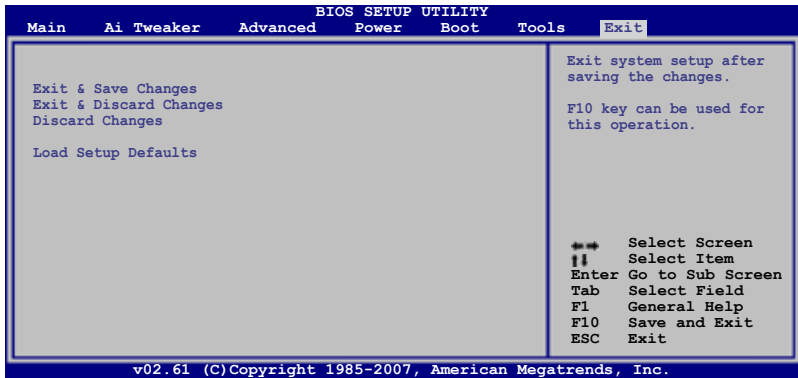 BIOS SETUP UTILITY
Main Ai Tweaker Advanced Power Boot Tools Exit
Exit & Save Changes
Exit & Discard Changes
Discard Changes
Load Setup Defaults
Exit system setup after
saving the changes.
F10 key can be used for
this operation.
Select Screen
Select Item
Enter Go to Sub Screen
Tab Select Field
F1 General Help
F10 Save and Exit
ESC Exit
v02.61 (C)Copyright 1985-2007, American Megatrends, Inc.